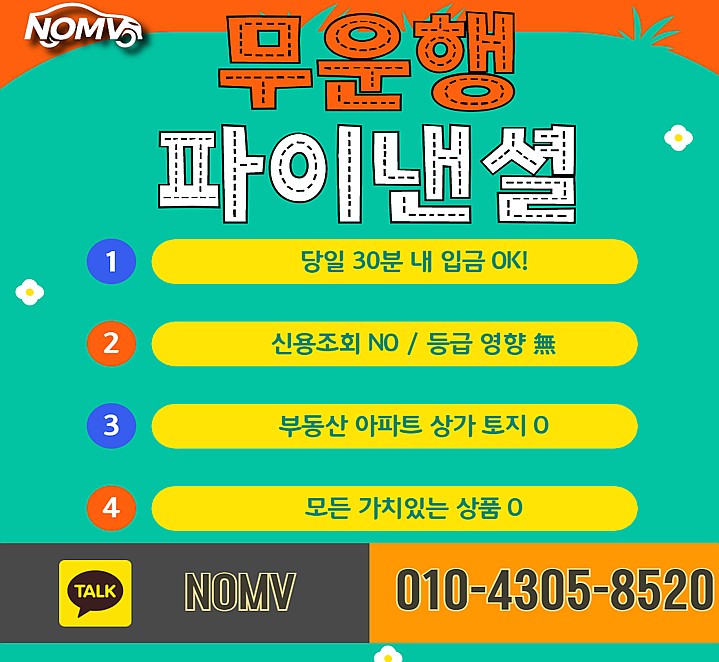 NOMV
무운행
파이낸셜
1 당일 30분 내 입금 OK!
2 신용조회 NO / 등급 영향 無
3 부동산 아파트 상가 토지 O
4 모든 가치있는 상품 O
TALK NOMV 010-4305-8520